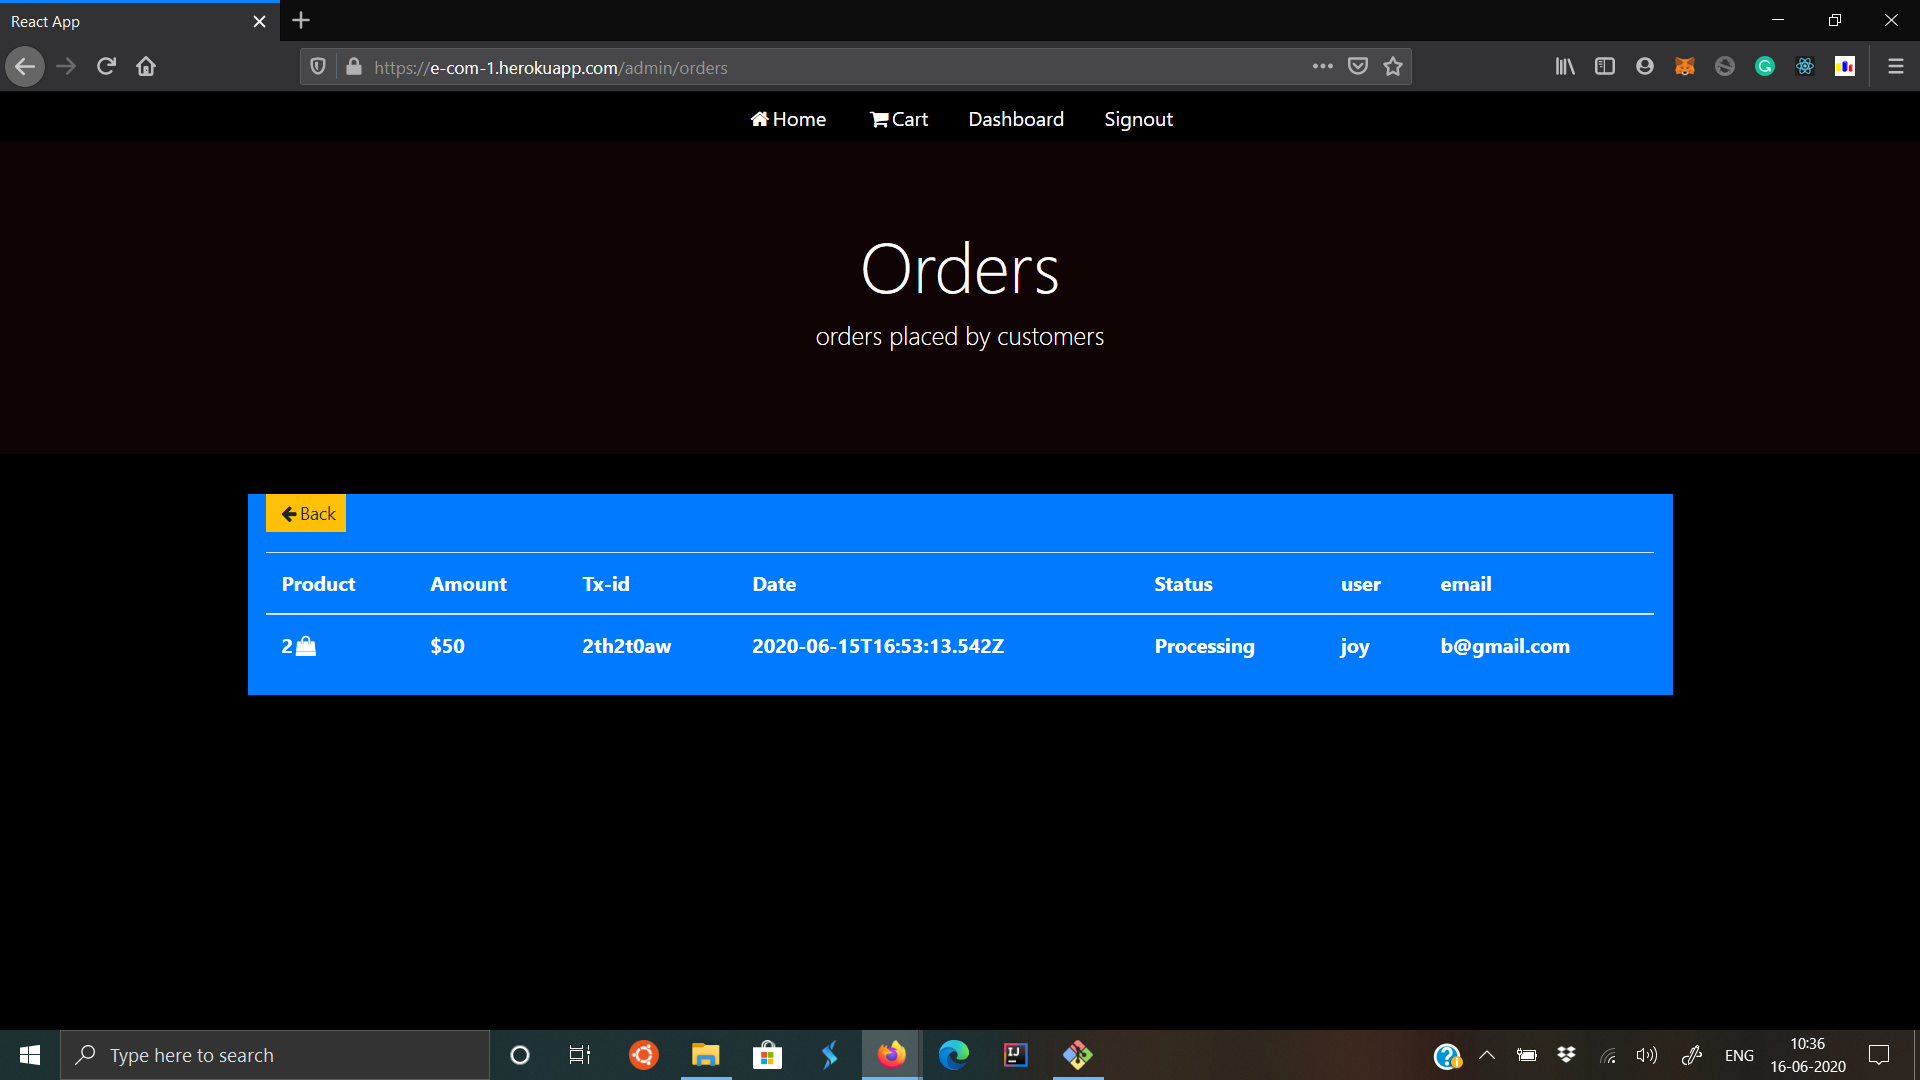 React App
https://e-com-1.herokuapp.com/admin/orders
Home Cart Dashboard Signout
Orders
orders placed by customers
Back
Product Amount Tx-id Date Status user email
2 $50 2th2t0aw 2020-06-15T16:53:13.542Z Processing joy b@gmail.com
Type here to search
ENG
10:36
16-06-2020